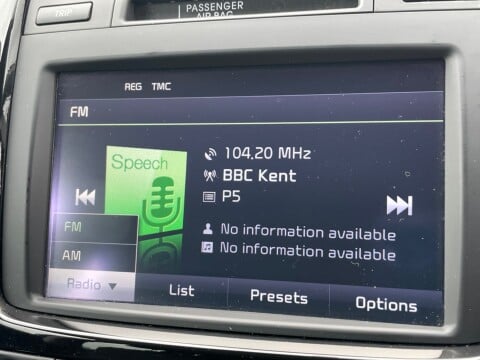 TRIP
PASSENGER
AIR BAG
REG TMC
FM
Speech
104.20 MHz
BBC Kent
P5
No information available
No information available
FM
AM
Radio List Presets Options